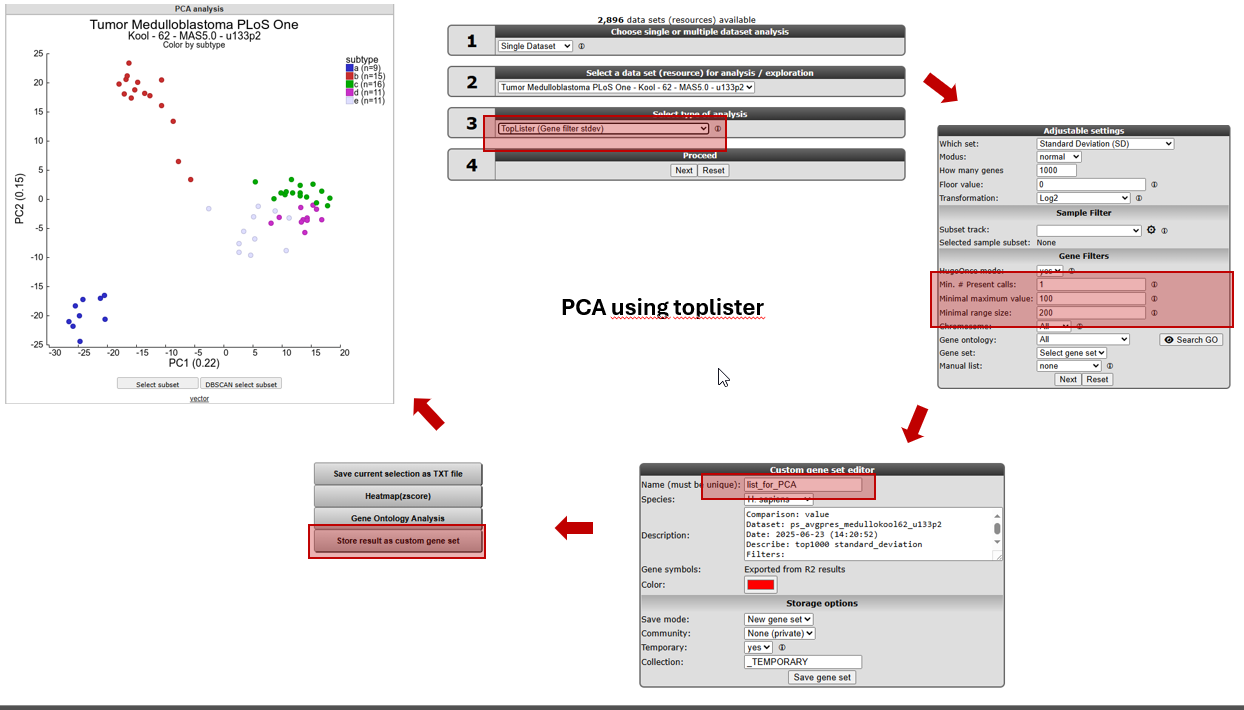 PCA analysis
Tumor Medulloblastoma PLoS One
Kool - 62 - MAS5.0 - u133p2
Color by subtype
subtype
a (n=9)
b (n=15)
c (n=16)
d (n=11)
e (n=11)
PC2 (0.15)
25
20
15
10
5
0
-5
-10
-15
-20
-25
-30 -25 -20 -15 -10 -5 0 5 10 15 20
PC1 (0.22)
Select subset DBSCAN select subset
vector
2,896 data sets (resources) available
1
Choose single or multiple dataset analysis
Single Dataset
2
Select a data set (resource) for analysis / exploration
Tumor Medulloblastoma PLoS One - Kool - 62 - MAS5.0 - u133p2
3
Select type of analysis
TopLister (Gene filter stdev)
4
Proceed
Next Reset
Adjustable settings
Which set: Standard Deviation (SD)
Modus: normal
How many genes 1000
Floor value: 0
Transformation: Log2
Sample Filter
Subset track:
Selected sample subset: None
Gene Filters
HugoOnce mode: yes
Min. # Present calls: 1
Minimal maximum value: 100
Minimal range size: 200
Chromosome: All
Gene ontology: All Search GO
Gene set: Select gene set
Manual list: none
Next Reset
PCA using toplister
Save current selection as TXT file
Heatmap(zscore)
Gene Ontology Analysis
Store result as custom gene set
Custom gene set editor
Name (must be unique): list_for_PCA
Species: H. sapiens
Description:
Comparison: value
Dataset: ps_avgpres_medullokool62_u133p2
Date: 2025-06-23 (14:20:52)
Describe: top1000 standard_deviation
Filters:
Gene symbols: Exported from R2 results
Color:
Storage options
Save mode: New gene set
Community: None (private)
Temporary: yes
Collection: _TEMPORARY
Save gene set